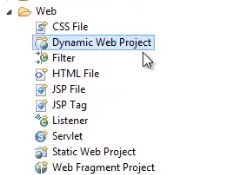 Web
CSS File
Dynamic Web Project
Filter
HTML File
JSP File
JSP Tag
Listener
Servlet
Static Web Project
Web Fragment Project